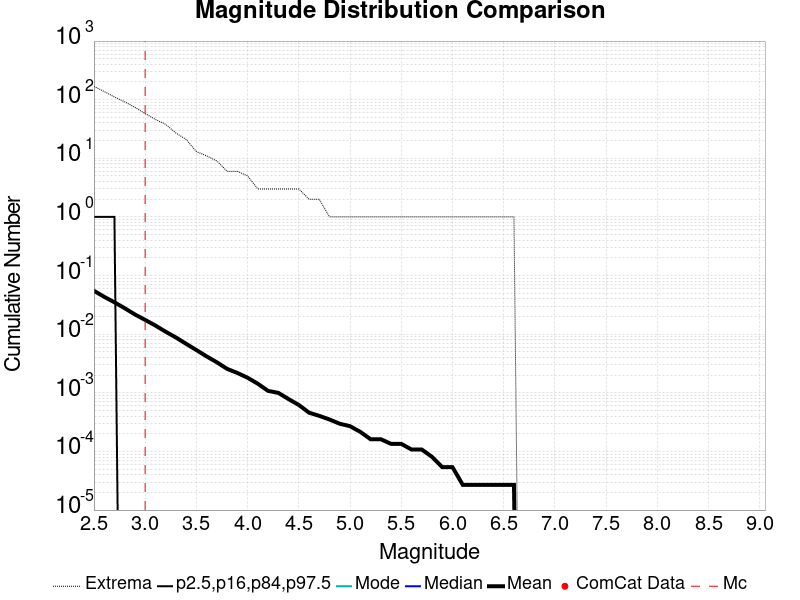 Magnitude Distribution Comparison
10^3
10^2
10^1
10^0
10^-1
10^-2
10^-3
10^-4
10^-5
Cumulative Number
2.5 3.0 3.5 4.0 4.5 5.0 5.5 6.0 6.5 7.0 7.5 8.0 8.5 9.0
Magnitude
Extrema p2.5,p16,p84,p97.5 Mode Median Mean ComCat Data Mc